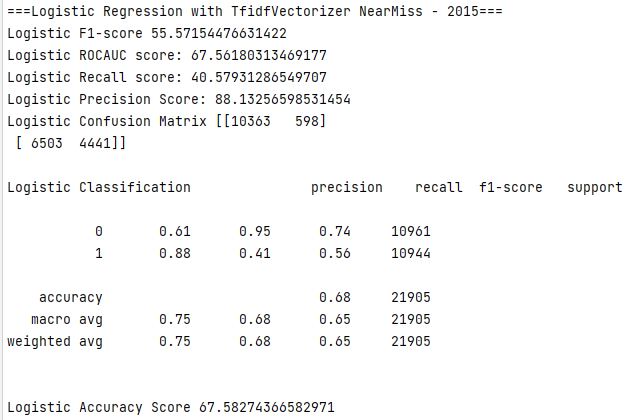 ===Logistic Regression with TfidfVectorizer NearMiss - 2015===
Logistic F1-score 55.57154476631422
Logistic ROCAUC score: 67.56180313469177
Logistic Recall score: 40.57931286549707
Logistic Precision Score: 88.13256598531454
Logistic Confusion Matrix [[10363   598]
 [ 6503  4441]]
Logistic Classification               precision    recall  f1-score   support
           0       0.61      0.95      0.74     10961
           1       0.88      0.41      0.56     10944
    accuracy                           0.68     21905
   macro avg       0.75      0.68      0.65     21905
weighted avg       0.75      0.68      0.65     21905
Logistic Accuracy Score 67.58274366582971